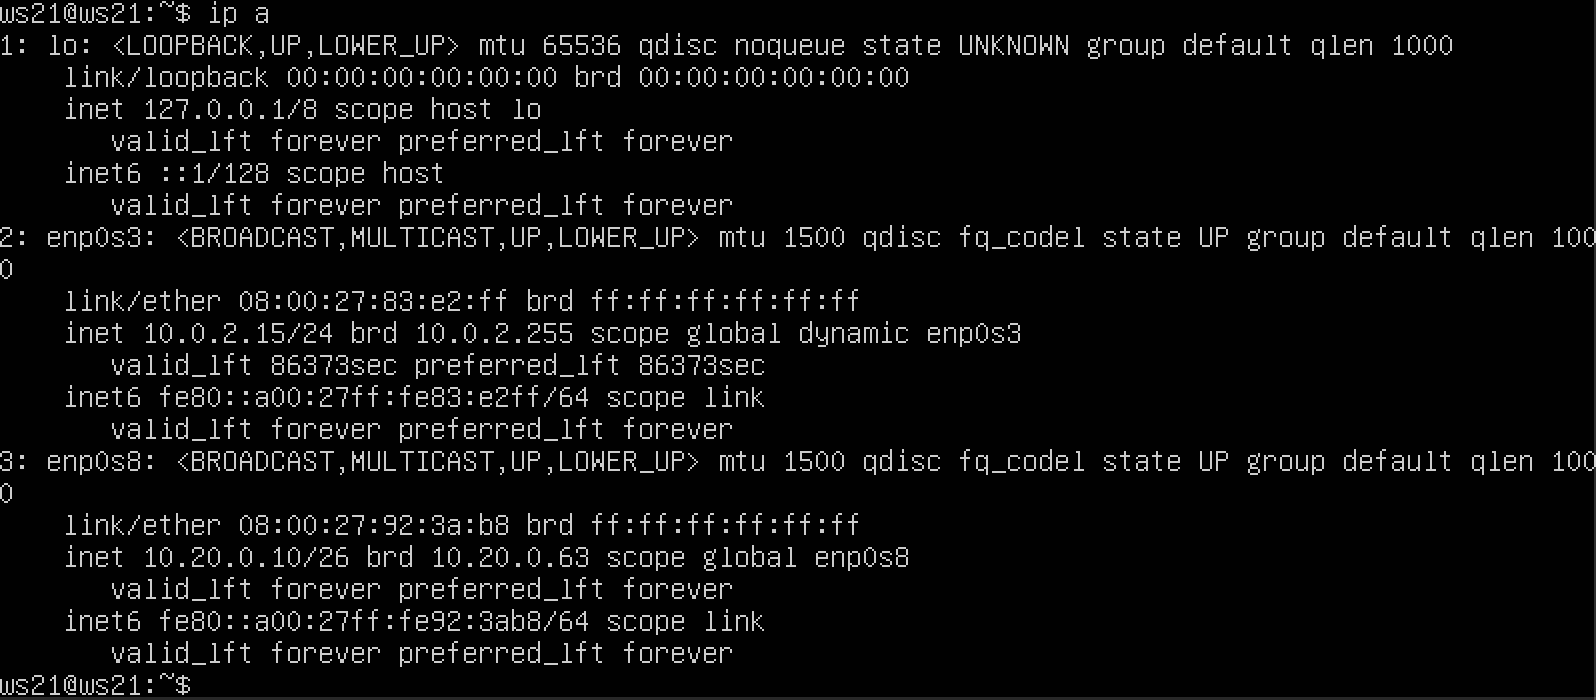 ws21@ws21:~$ ip a
1: lo: <LOOPBACK,UP,LOWER_UP> mtu 65536 qdisc noqueue state UNKNOWN group default qlen 1000
    link/loopback 00:00:00:00:00:00 brd 00:00:00:00:00:00
    inet 127.0.0.1/8 scope host lo
       valid_lft forever preferred_lft forever
    inet6 ::1/128 scope host
       valid_lft forever preferred_lft forever
2: enp0s3: <BROADCAST,MULTICAST,UP,LOWER_UP> mtu 1500 qdisc fq_codel state UP group default qlen 100
0
    link/ether 08:00:27:83:e2:ff brd ff:ff:ff:ff:ff:ff
    inet 10.0.2.15/24 brd 10.0.2.255 scope global dynamic enp0s3
       valid_lft 86373sec preferred_lft 86373sec
    inet6 fe80::a00:27ff:fe83:e2ff/64 scope link
       valid_lft forever preferred_lft forever
3: enp0s8: <BROADCAST,MULTICAST,UP,LOWER_UP> mtu 1500 qdisc fq_codel state UP group default qlen 100
0
    link/ether 08:00:27:92:3a:b8 brd ff:ff:ff:ff:ff:ff
    inet 10.20.0.10/26 brd 10.20.0.63 scope global enp0s8
       valid_lft forever preferred_lft forever
    inet6 fe80::a00:27ff:fe92:3ab8/64 scope link
       valid_lft forever preferred_lft forever
ws21@ws21:~$